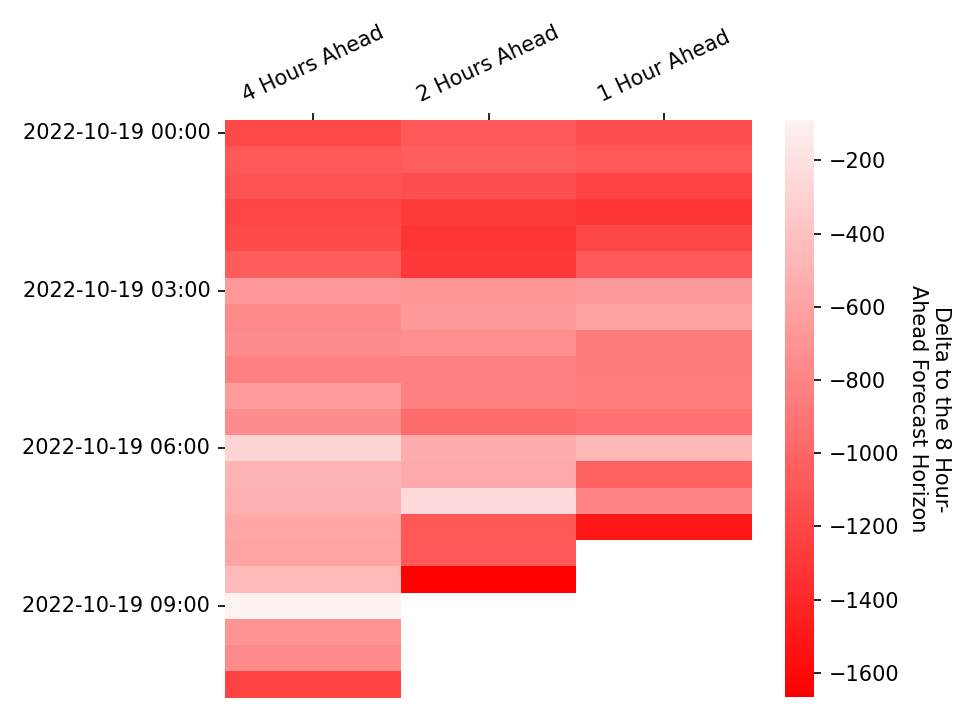 4 Hours Ahead
2 Hours Ahead
1 Hour Ahead
2022-10-19 00:00
2022-10-19 03:00
2022-10-19 06:00
2022-10-19 09:00
−200
−400
−600
−800
−1000
−1200
−1400
−1600
Delta to the 8 Hour-
Ahead Forecast Horizon